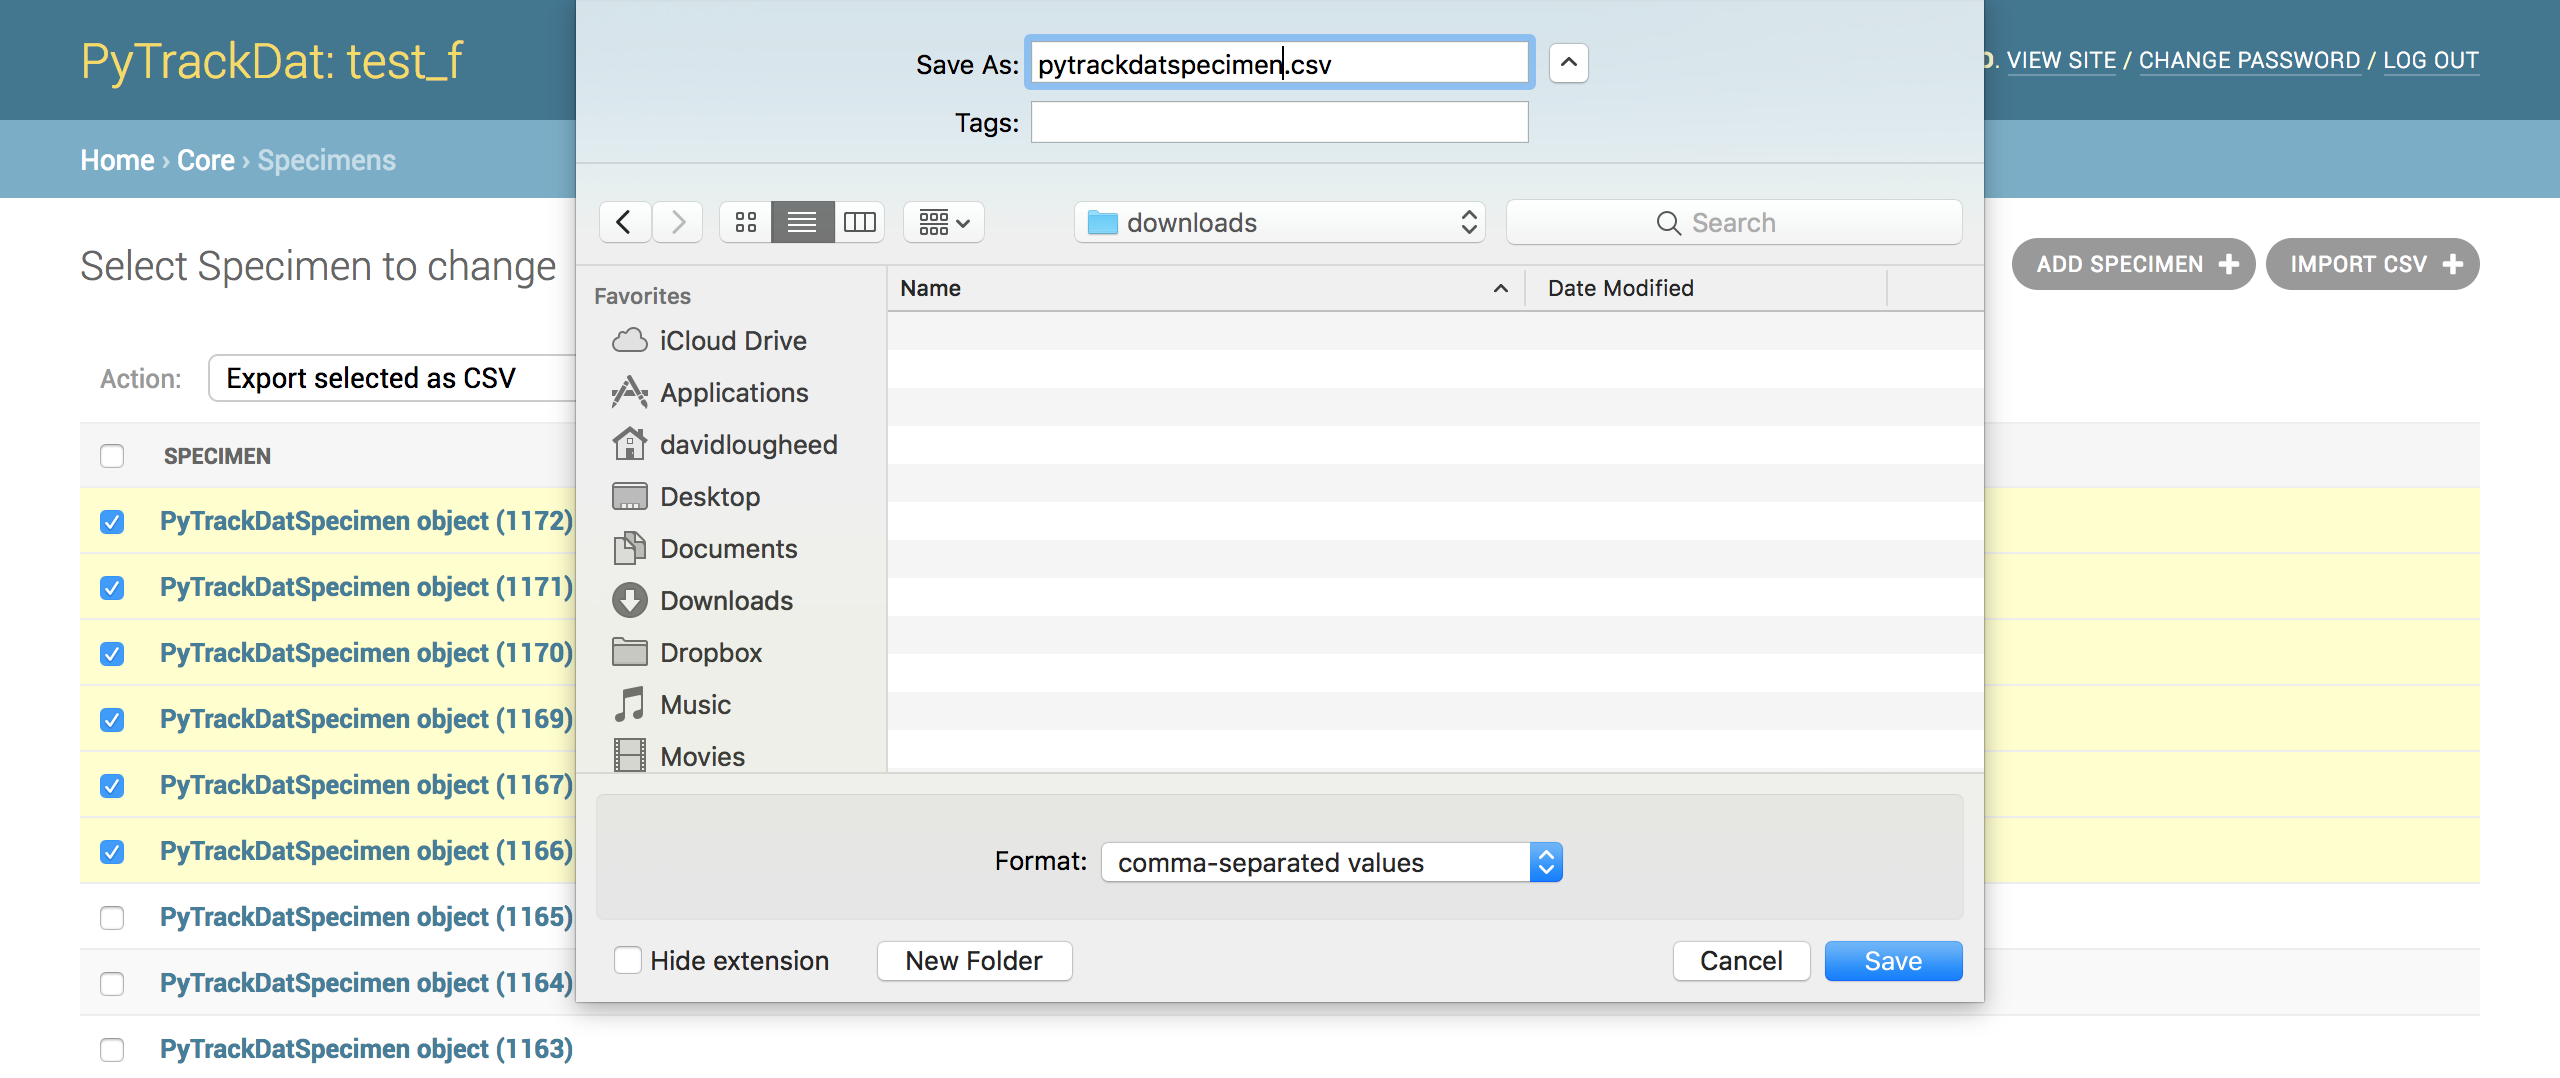 PyTrackDat: test_f
. VIEW SITE / CHANGE PASSWORD / LOG OUT
Home › Core › Specimens
Select Specimen to change
ADD SPECIMEN +
IMPORT CSV +
Action: Export selected as CSV
SPECIMEN
PyTrackDatSpecimen object (1172)
PyTrackDatSpecimen object (1171)
PyTrackDatSpecimen object (1170)
PyTrackDatSpecimen object (1169)
PyTrackDatSpecimen object (1167)
PyTrackDatSpecimen object (1166)
PyTrackDatSpecimen object (1165)
PyTrackDatSpecimen object (1164)
PyTrackDatSpecimen object (1163)
Save As: pytrackdatspecimen.csv
Tags:
downloads
Search
Favorites
iCloud Drive
Applications
davidlougheed
Desktop
Documents
Downloads
Dropbox
Music
Movies
Name
Date Modified
Format: comma-separated values
Hide extension
New Folder
Cancel
Save